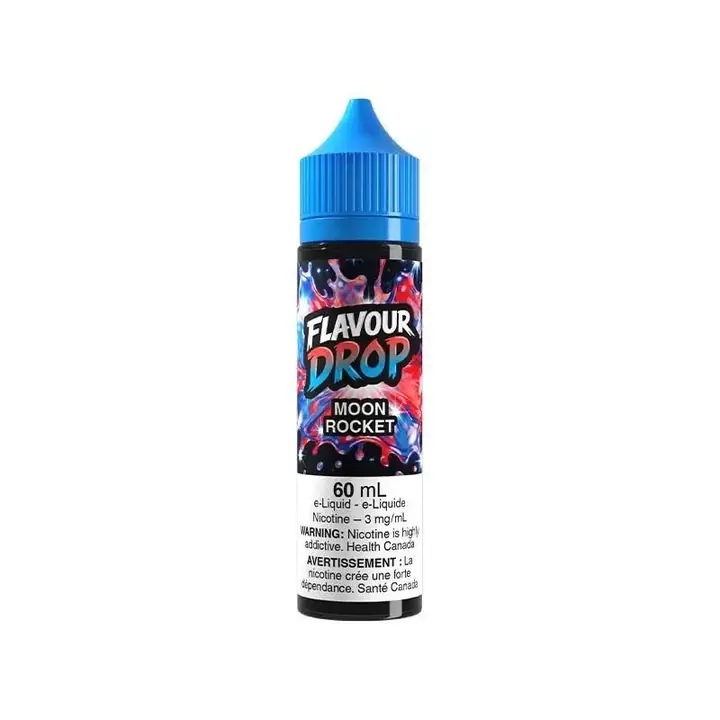 FLAVOUR
DROP
MOON
ROCKET
60 mL
e-Liquid - e-Liquide
Nicotine – 3 mg/mL
WARNING: Nicotine is highly
addictive. Health Canada
AVERTISSEMENT : La
nicotine crée une forte
dépendance. Santé Canada